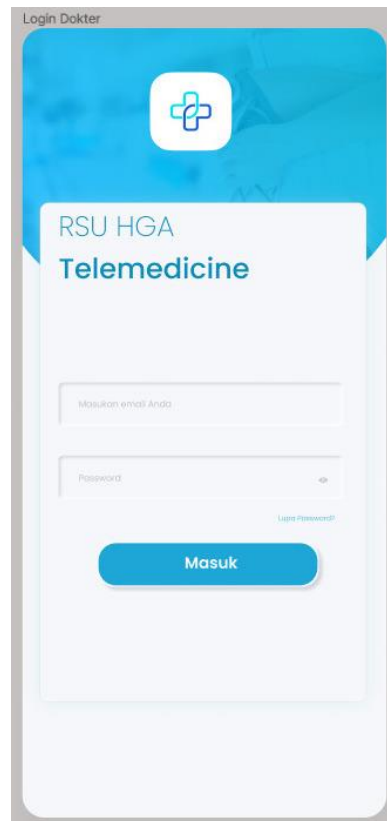 Login Dokter
RSU HGA
Telemedicine
Masukan email Anda
Password
Lupa Password?
Masuk